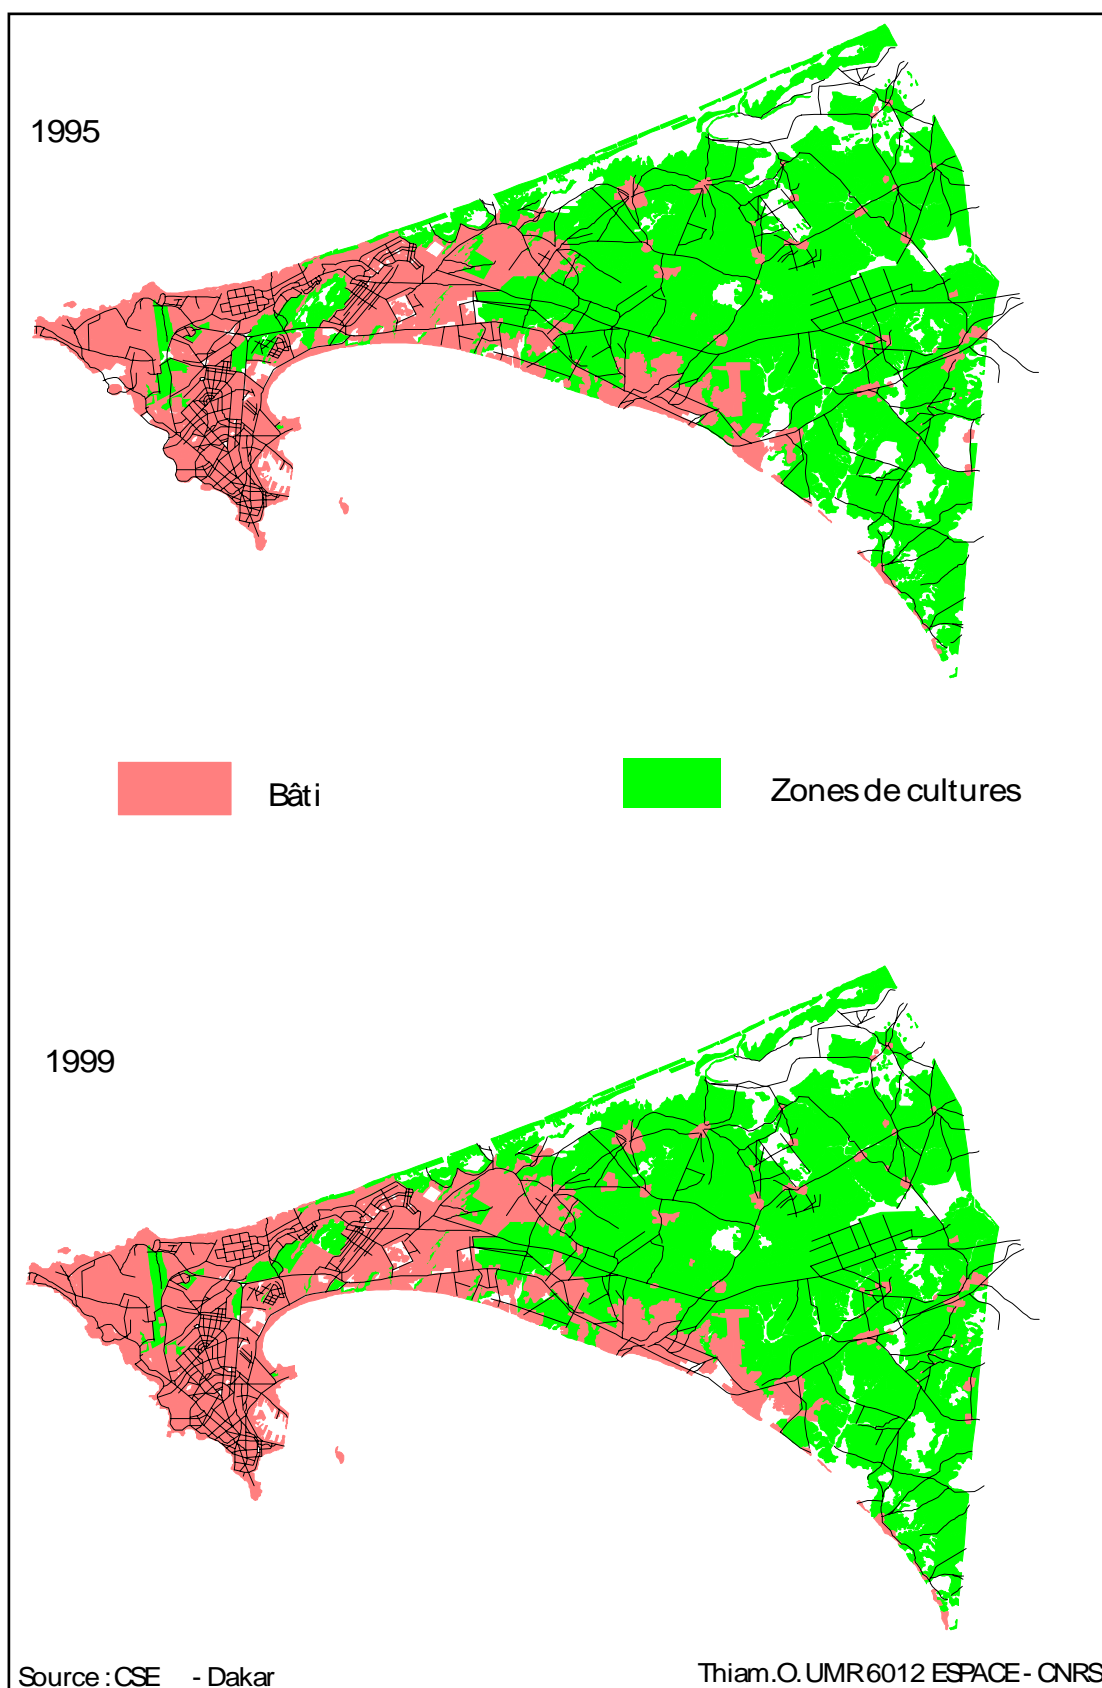 1995
Bâti
Zones de cultures
1999
Source : CSE - Dakar
Thiam.O. UMR 6012 ESPACE - CNRS